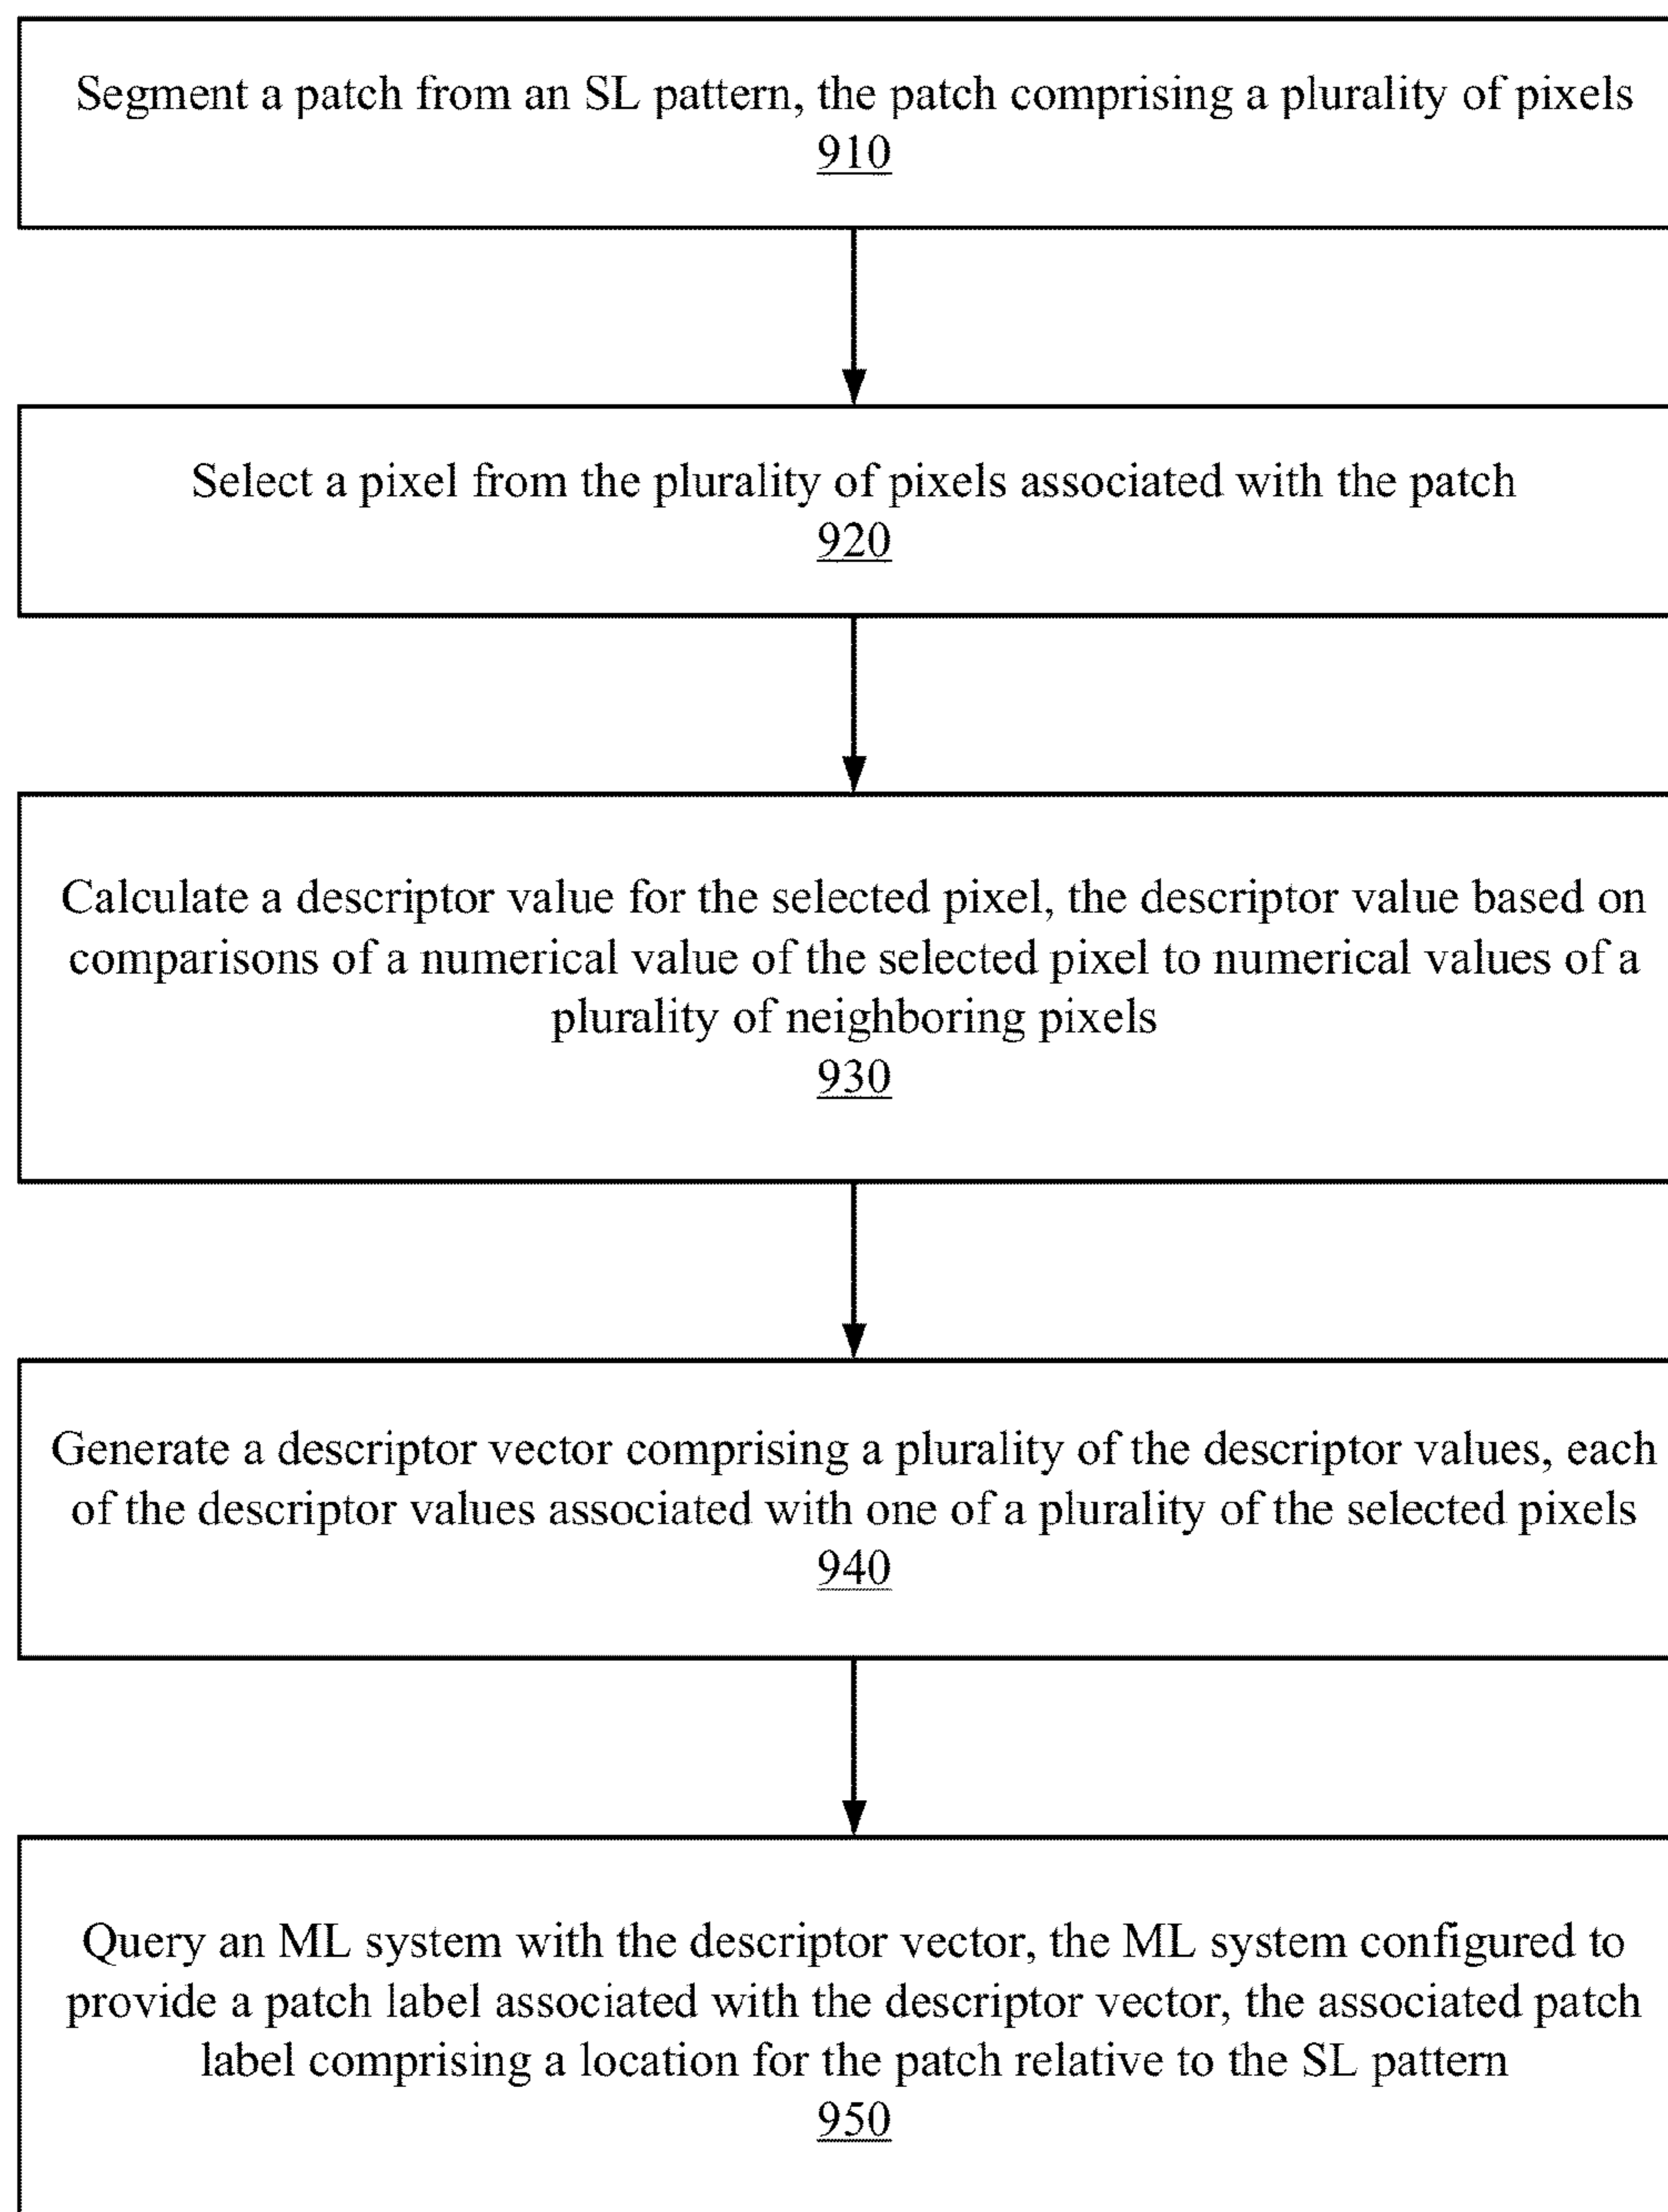 Segment a patch from an SL pattern, the patch comprising a plurality of pixels
910
Select a pixel from the plurality of pixels associated with the patch
920
Calculate a descriptor value for the selected pixel, the descriptor value based on
comparisons of a numerical value of the selected pixel to numerical values of a
plurality of neighboring pixels
930
Generate a descriptor vector comprising a plurality of the descriptor values, each
of the descriptor values associated with one of a plurality of the selected pixels
940
Query an ML system with the descriptor vector, the ML system configured to
provide a patch label associated with the descriptor vector, the associated patch
label comprising a location for the patch relative to the SL pattern
950